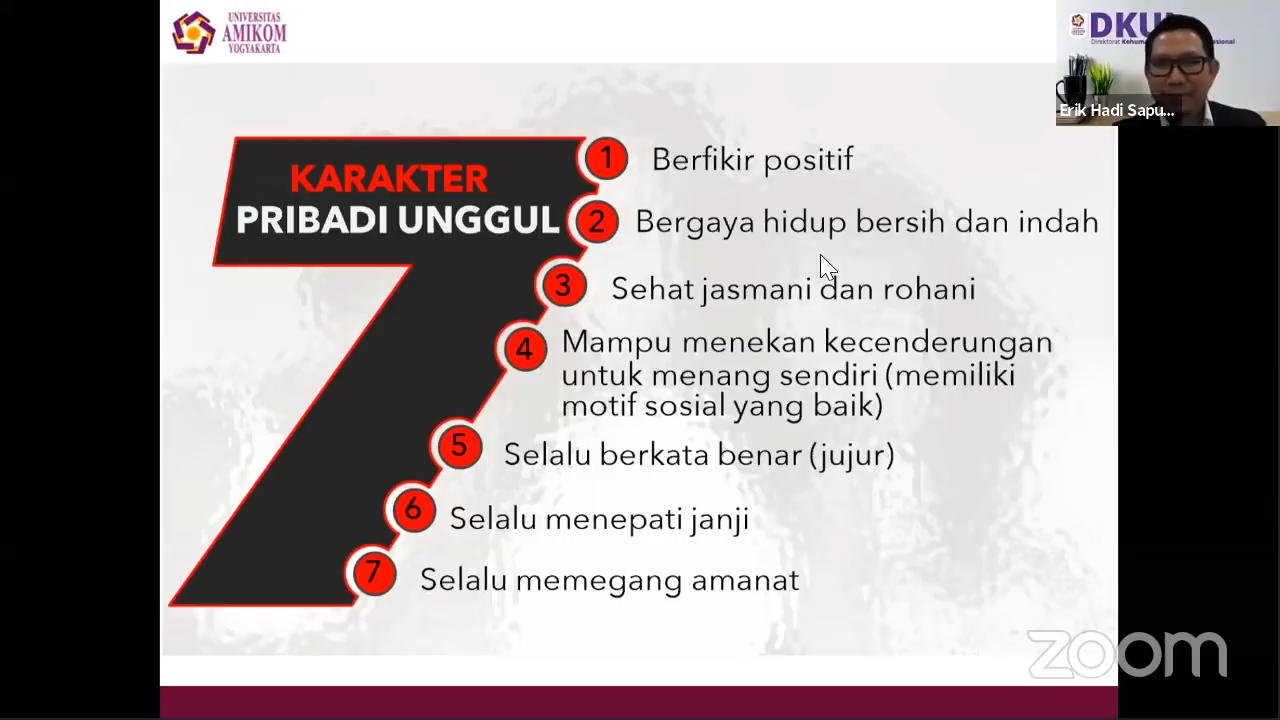 UNIVERSITAS
AMIKOM
YOGYAKARTA
DKU
Direktorat
Erik Hadi Sapu...
KARAKTER
PRIBADI UNGGUL
1 Berfikir positif
2 Bergaya hidup bersih dan indah
3 Sehat jasmani dan rohani
4 Mampu menekan kecenderungan
untuk menang sendiri (memiliki
motif sosial yang baik)
5 Selalu berkata benar (jujur)
6 Selalu menepati janji
7 Selalu memegang amanat
zoom